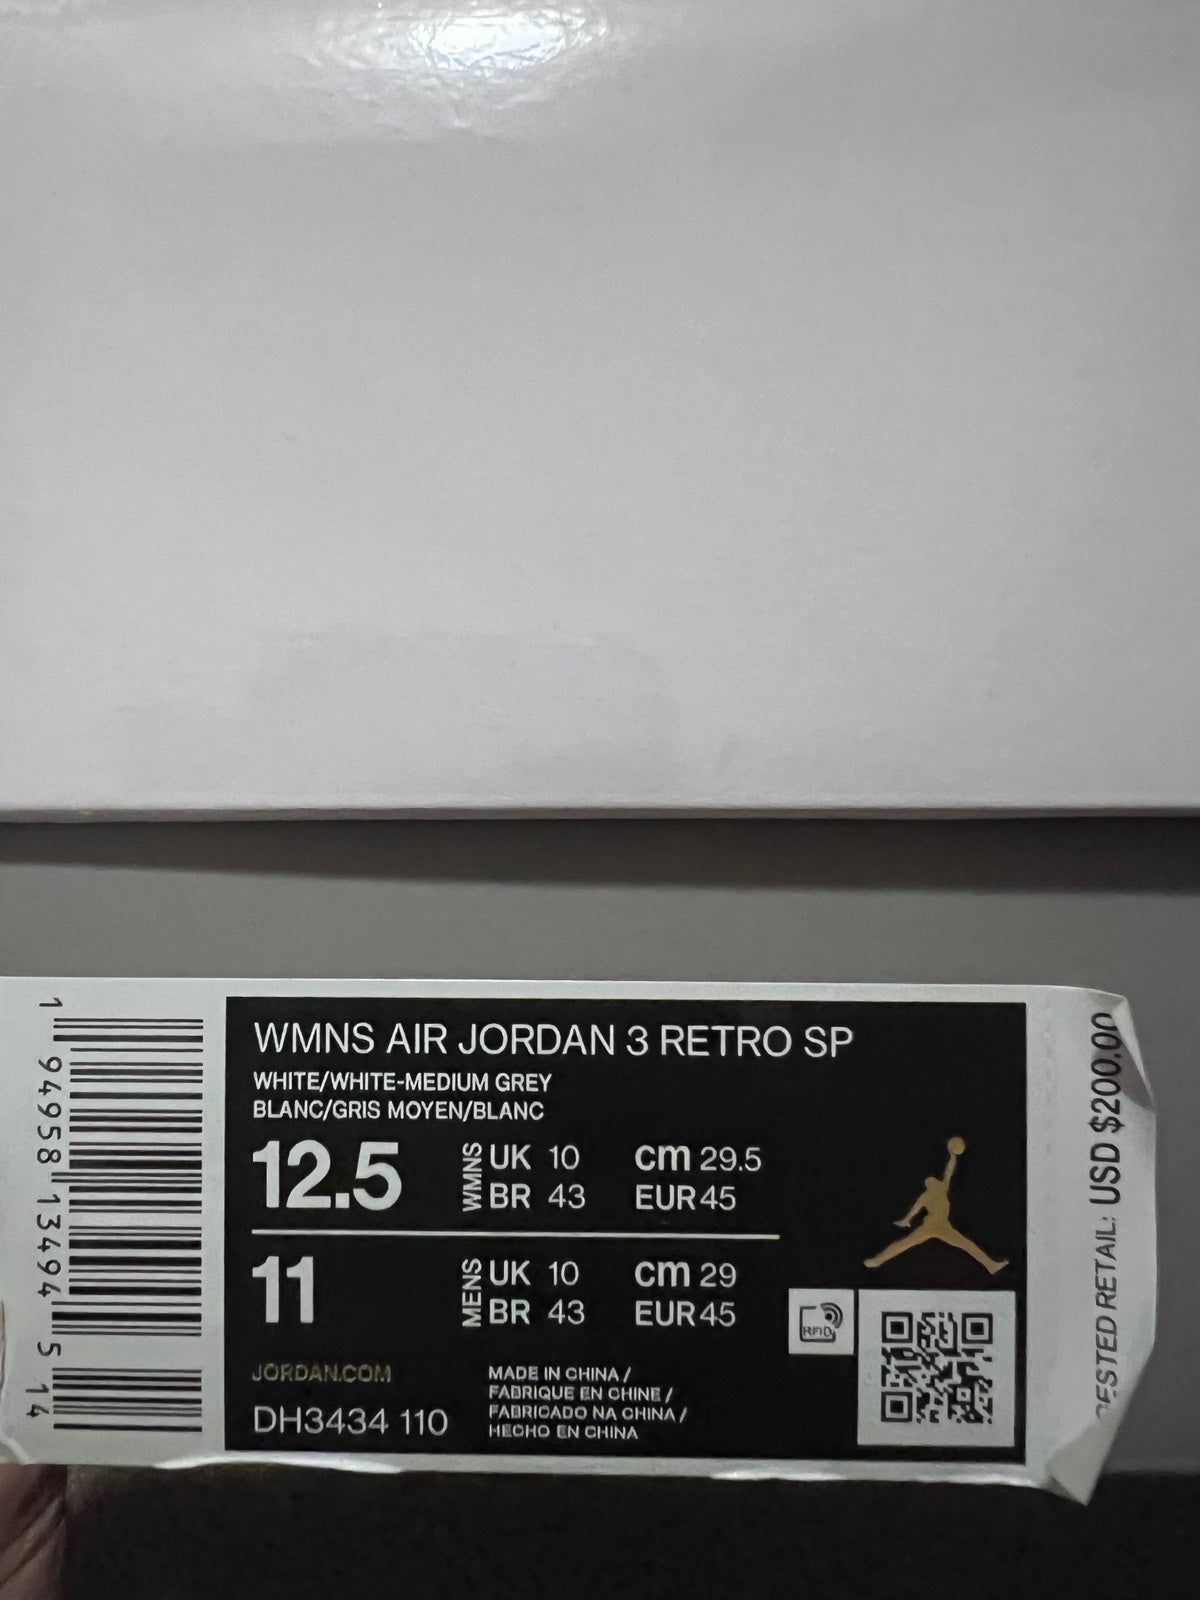 WMNS AIR JORDAN 3 RETRO SP
WHITE/WHITE-MEDIUM GREY
BLANC/GRIS MOYEN/BLANC
12.5 WMNS UK 10 cm 29.5
BR 43 EUR 45
11 MENS UK 10 cm 29
BR 43 EUR 45
JORDAN.COM
DH3434 110
MADE IN CHINA /
FABRIQUE EN CHINE /
FABRICADO NA CHINA /
HECHO EN CHINA
RFID
1 94958 13494 5 14
RETAIL: USD $200.00